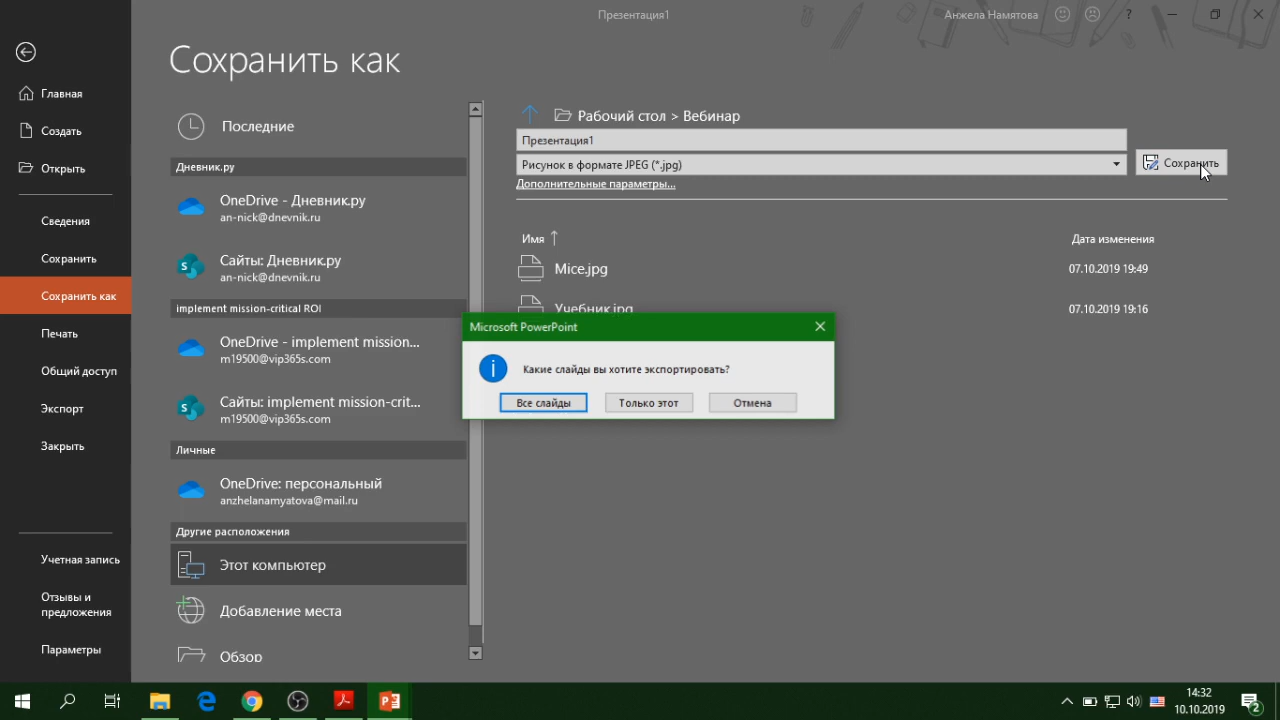 Презентация1
Анжела Намятова
?
Сохранить как
Главная
Создать
Открыть
Сведения
Сохранить
Сохранить как
Печать
Общий доступ
Экспорт
Закрыть
Учетная запись
Отзывы и
предложения
Параметры
Последние
Дневник.ру
OneDrive - Дневник.ру
an-nick@dnevnik.ru
Сайты: Дневник.ру
an-nick@dnevnik.ru
implement mission-critical ROI
OneDrive - implement mission...
m19500@vip365s.com
Сайты: implement mission-crit...
m19500@vip365s.com
Личные
OneDrive: персональный
anzhelanamyatova@mail.ru
Другие расположения
Этот компьютер
Добавление места
Обзор
Рабочий стол > Вебинар
Презентация1
Рисунок в формате JPEG (*.jpg)
Сохранить
Дополнительные параметры...
Имя
Дата изменения
Mice.jpg
07.10.2019 19:49
Учебник.jpg
07.10.2019 19:16
Microsoft PowerPoint
Какие слайды вы хотите экспортировать?
Все слайды
Только этот
Отмена
14:32
10.10.2019
2